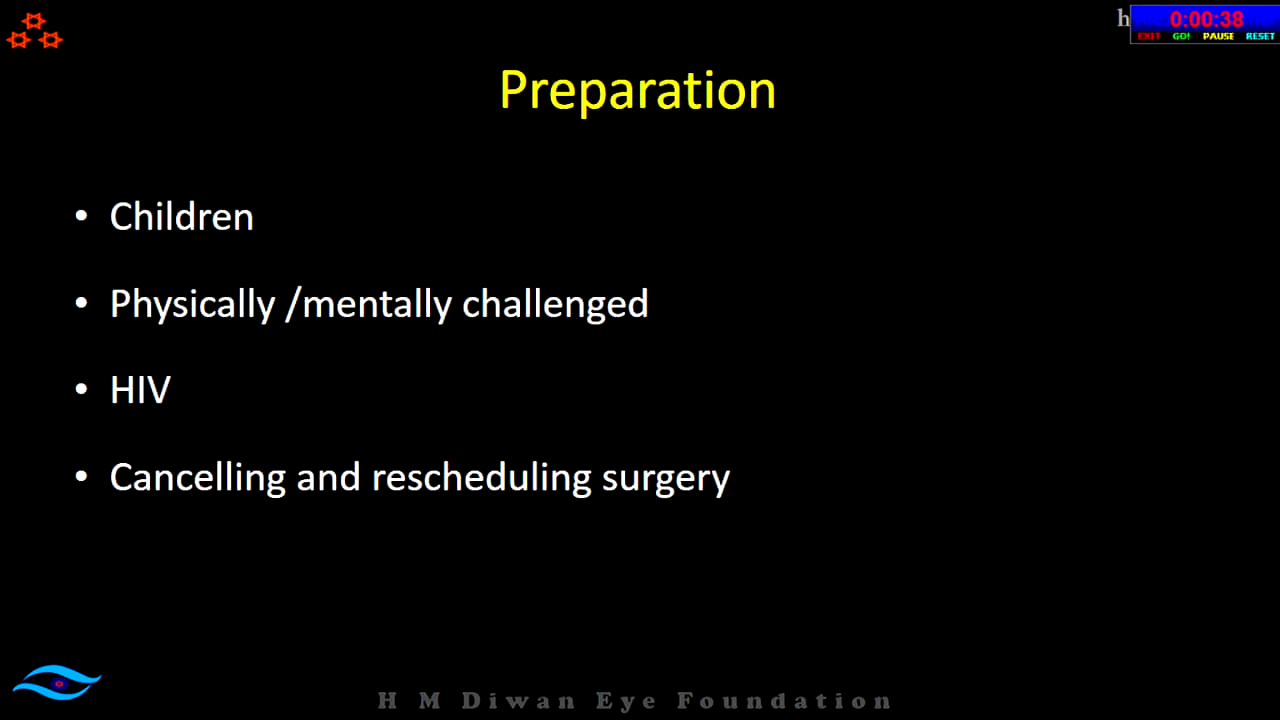 h
0:00:38
EXIT GO! PAUSE RESET
Preparation
• Children
• Physically /mentally challenged
• HIV
• Cancelling and rescheduling surgery
H M Diwan Eye Foundation